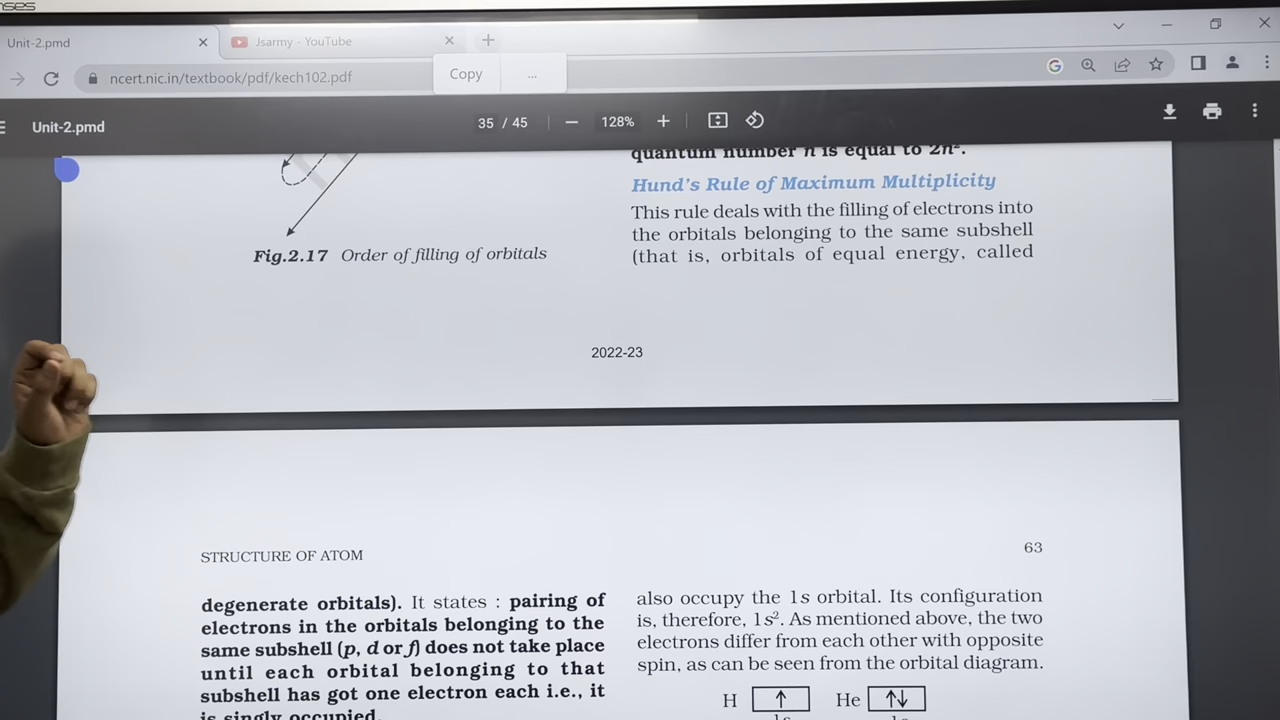 Unit-2.pmd
Jsarmy - YouTube
ncert.nic.in/textbook/pdf/kech102.pdf
Copy
...
Unit-2.pmd
35 / 45
128%
quantum number n is equal to 2n².
Hund's Rule of Maximum Multiplicity
This rule deals with the filling of electrons into
the orbitals belonging to the same subshell
(that is, orbitals of equal energy, called
Fig.2.17 Order of filling of orbitals
2022-23
STRUCTURE OF ATOM
63
degenerate orbitals). It states : pairing of
electrons in the orbitals belonging to the
same subshell (p, d or f) does not take place
until each orbital belonging to that
subshell has got one electron each i.e., it
is singly occupied.
also occupy the 1s orbital. Its configuration
is, therefore, 1s². As mentioned above, the two
electrons differ from each other with opposite
spin, as can be seen from the orbital diagram.
H ↑ He ↑↓
1s 1s